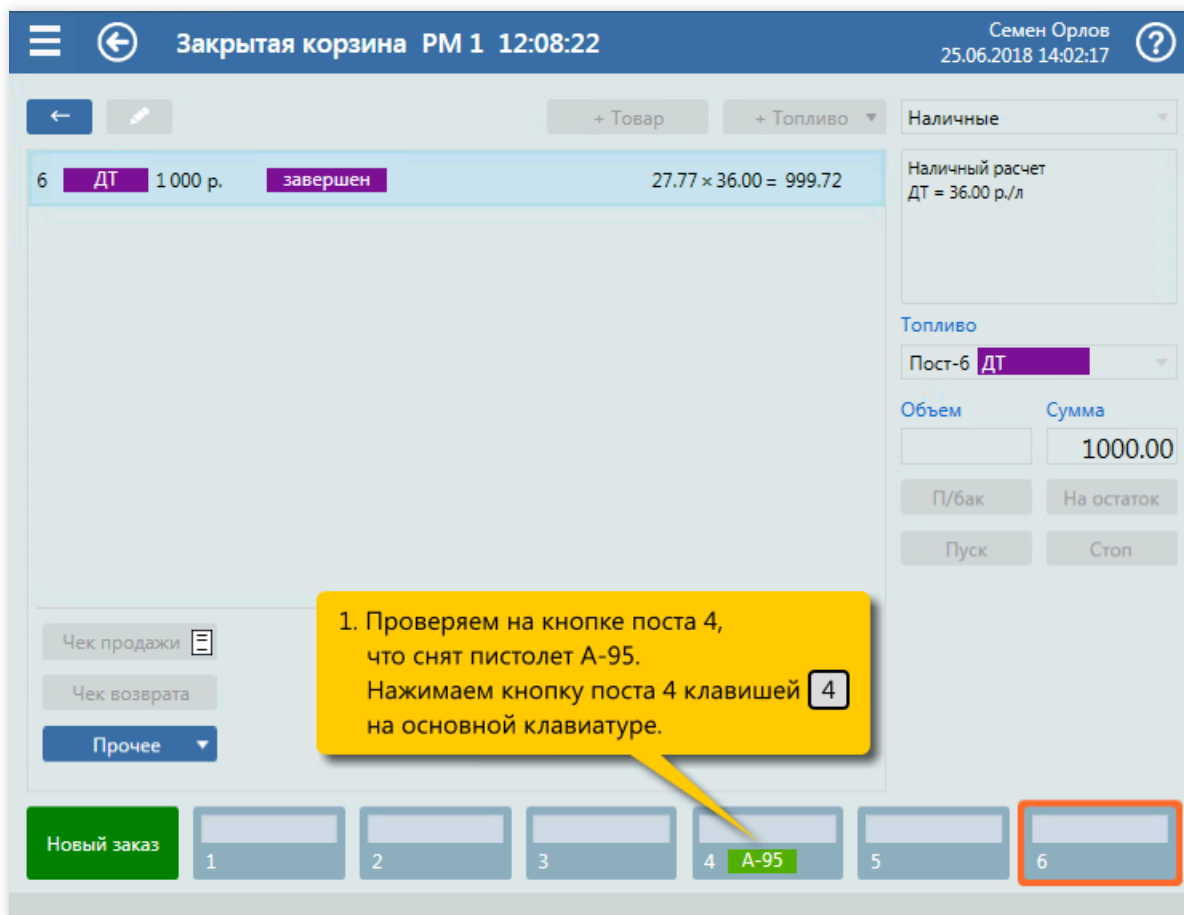 Закрытая корзина РМ 1 12:08:22
Семен Орлов
25.06.2018 14:02:17
+ Товар
+ Топливо
Наличные
6 ДТ 1 000 р. завершен 27.77 × 36.00 = 999.72
Наличный расчет
ДТ = 36.00 р./л
Топливо
Пост-6 ДТ
Объем Сумма
1000.00
П/бак На остаток
Пуск Стоп
1. Проверяем на кнопке поста 4,
что снят пистолет А-95.
Нажимаем кнопку поста 4 клавишей 4
на основной клавиатуре.
Чек продажи
Чек возврата
Прочее
Новый заказ
1
2
3
4 А-95
5
6